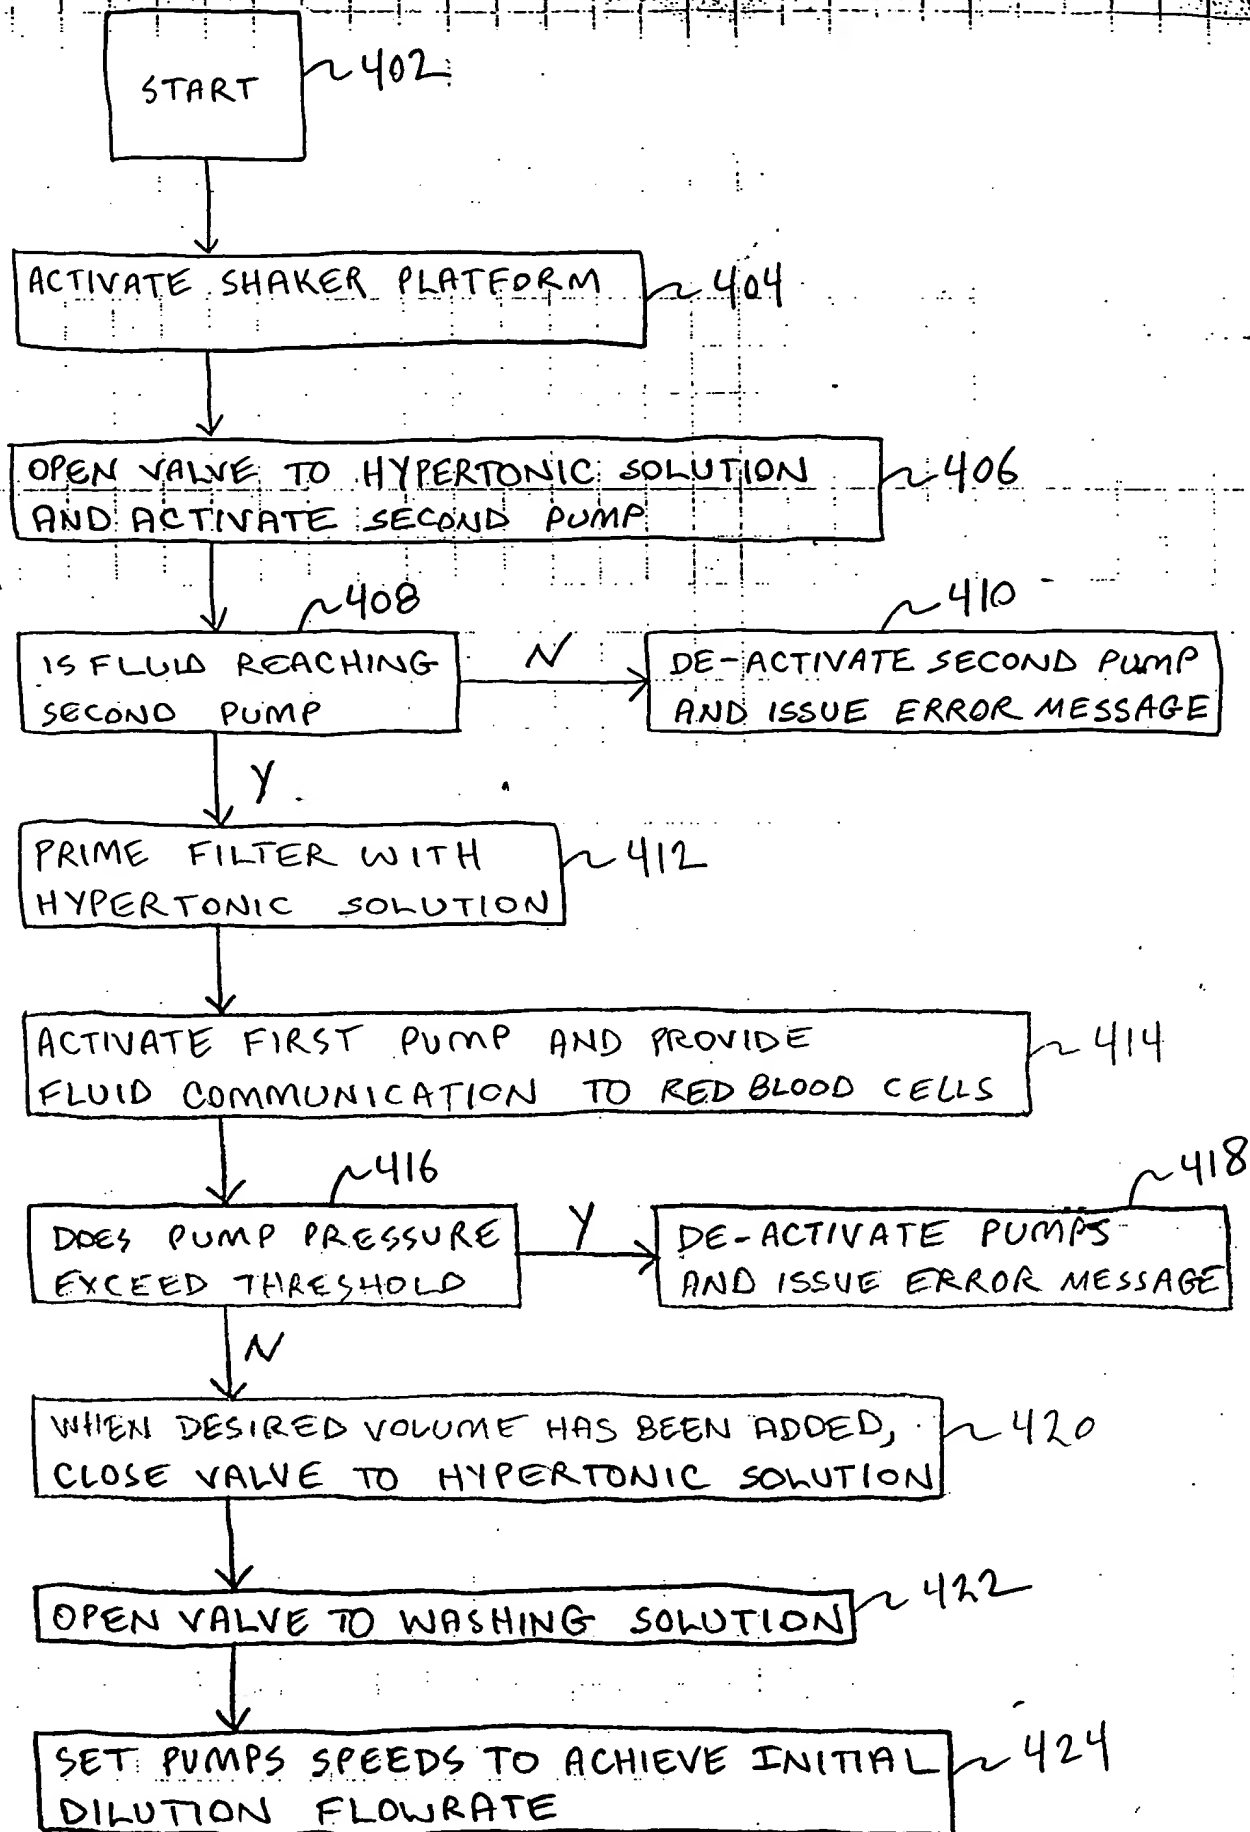 START
402
ACTIVATE SHAKER PLATFORM
404
OPEN VALVE TO HYPERTONIC SOLUTION
AND ACTIVATE SECOND PUMP
406
408
IS FLUID REACHING
SECOND PUMP
N
410
DE-ACTIVATE SECOND PUMP
AND ISSUE ERROR MESSAGE
Y
PRIME FILTER WITH
HYPERTONIC SOLUTION
412
ACTIVATE FIRST PUMP AND PROVIDE
FLUID COMMUNICATION TO RED BLOOD CELLS
414
416
DOES PUMP PRESSURE
EXCEED THRESHOLD
Y
418
DE-ACTIVATE PUMPS
AND ISSUE ERROR MESSAGE
N
WHEN DESIRED VOLUME HAS BEEN ADDED,
CLOSE VALVE TO HYPERTONIC SOLUTION
420
OPEN VALVE TO WASHING SOLUTION
422
SET PUMPS SPEEDS TO ACHIEVE INITIAL
DILUTION FLOWRATE
424